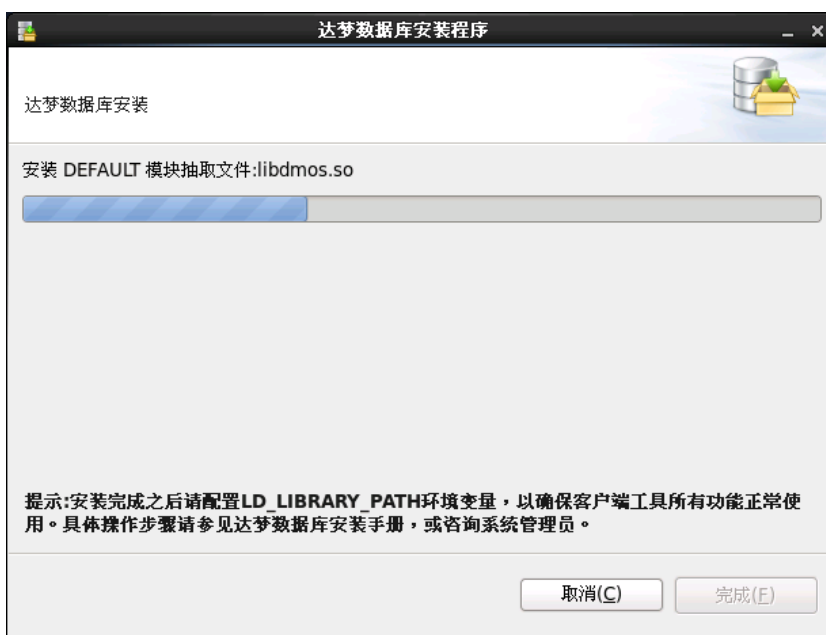 达梦数据库安装程序
达梦数据库安装
安装 DEFAULT 模块抽取文件:libdmos.so
提示:安装完成之后请配置LD_LIBRARY_PATH环境变量，以确保客户端工具所有功能正常使
用。具体操作步骤请参见达梦数据库安装手册，或咨询系统管理员。
取消(C)
完成(F)